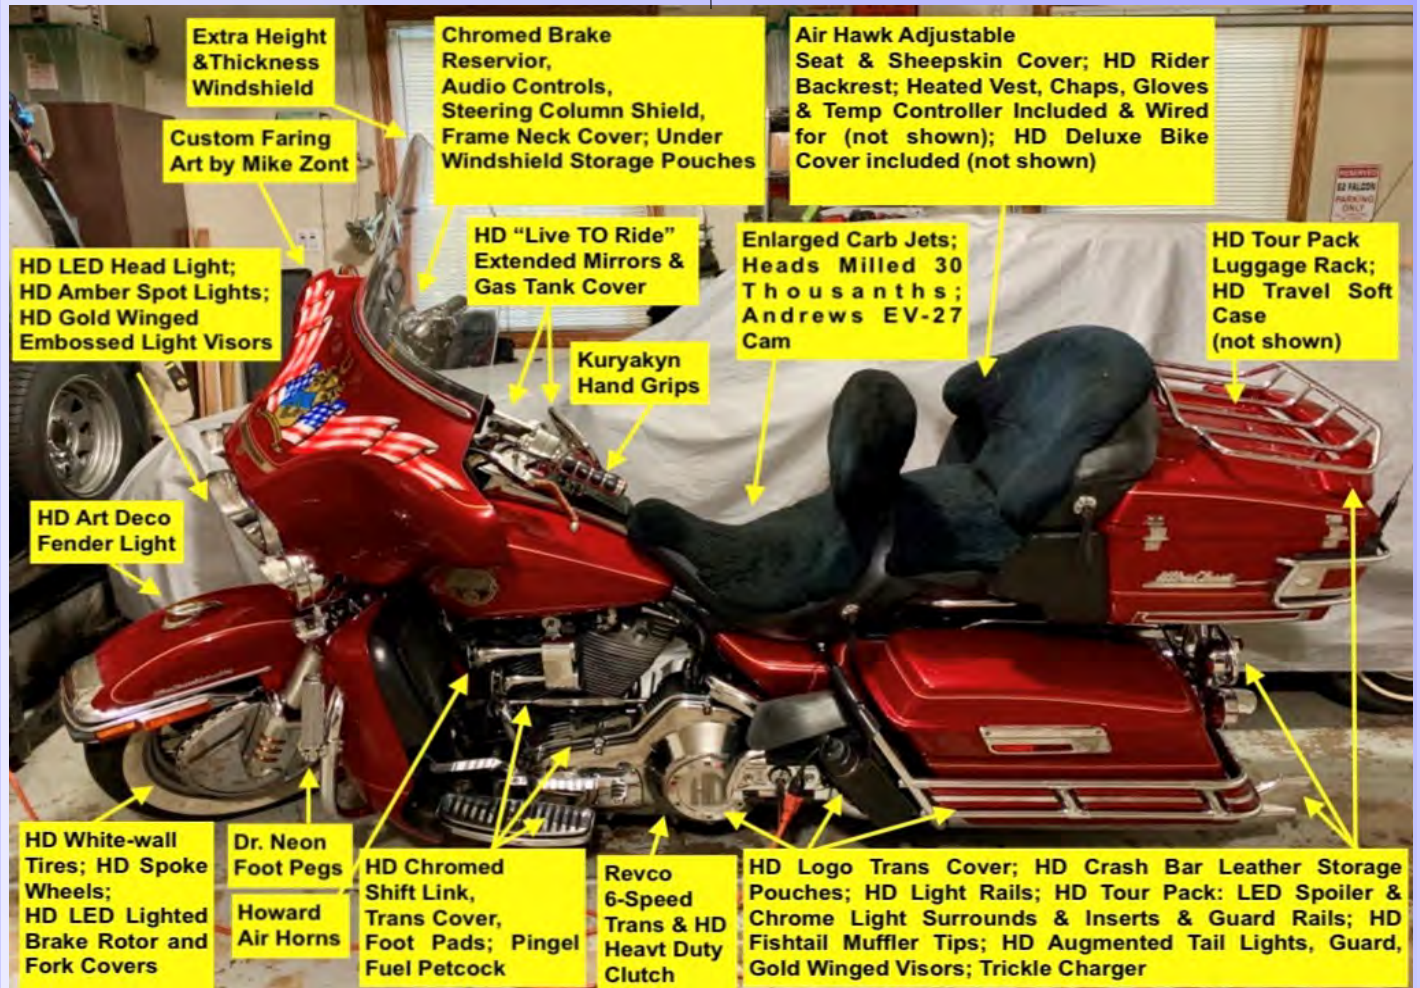 Extra Height
&Thickness
Windshield
Chromed Brake
Reservior,
Audio Controls,
Steering Column Shield,
Frame Neck Cover; Under
Windshield Storage Pouches
Air Hawk Adjustable
Seat & Sheepskin Cover; HD Rider
Backrest; Heated Vest, Chaps, Gloves
& Temp Controller Included & Wired
for (not shown); HD Deluxe Bike
Cover included (not shown)
Custom Faring
Art by Mike Zont
RESERVED
62 FALCON
PARKING
ONLY
HD LED Head Light;
HD Amber Spot Lights;
HD Gold Winged
Embossed Light Visors
HD “Live TO Ride”
Extended Mirrors &
Gas Tank Cover
Enlarged Carb Jets;
Heads Milled 30
Thousanths;
Andrews EV-27
Cam
HD Tour Pack
Luggage Rack;
HD Travel Soft
Case
(not shown)
Kuryakyn
Hand Grips
HD Art Deco
Fender Light
HD White-wall
Tires; HD Spoke
Wheels;
HD LED Lighted
Brake Rotor and
Fork Covers
Dr. Neon
Foot Pegs
Howard
Air Horns
HD Chromed
Shift Link,
Trans Cover,
Foot Pads; Pingel
Fuel Petcock
Revco
6-Speed
Trans & HD
Heavt Duty
Clutch
HD Logo Trans Cover; HD Crash Bar Leather Storage
Pouches; HD Light Rails; HD Tour Pack: LED Spoiler &
Chrome Light Surrounds & Inserts & Guard Rails; HD
Fishtail Muffler Tips; HD Augmented Tail Lights, Guard,
Gold Winged Visors; Trickle Charger